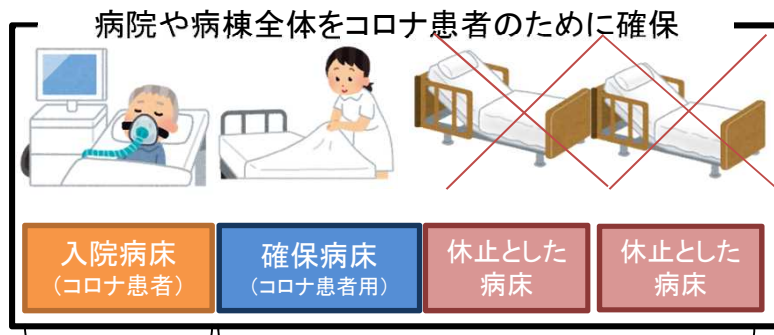 病院や病棟全体をコロナ患者のために確保
入院病床
(コロナ患者)
確保病床
(コロナ患者用)
休止とした
病床
休止とした
病床